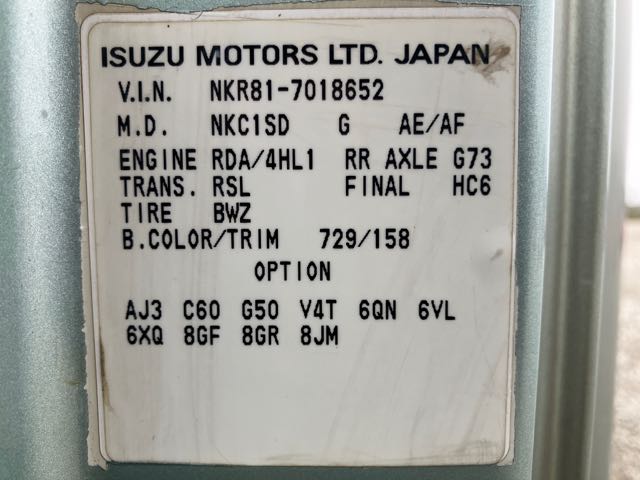 ISUZU MOTORS LTD. JAPAN
V.I.N. NKR81-7018652
M.D. NKC1SD G AE/AF
ENGINE RDA/4HL1 RR AXLE G73
TRANS. RSL FINAL HC6
TIRE BWZ
B.COLOR/TRIM 729/158
OPTION
AJ3 C60 G50 V4T 6QN 6VL
6XQ 8GF 8GR 8JM